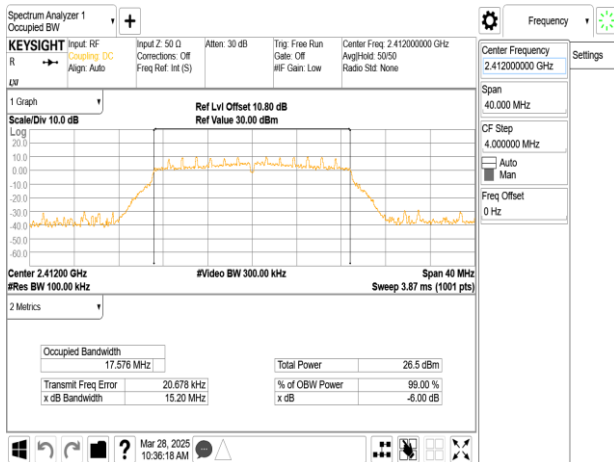 Spectrum Analyzer 1
Occupied BW
+
Frequency
KEYSIGHT
R
LXI
Input: RF
Coupling: DC
Align: Auto
Input Z: 50 Ω
Corrections: Off
Freq Ref: Int (S)
Atten: 30 dB
Trig: Free Run
Gate: Off
#IF Gain: Low
Center Freq: 2.412000000 GHz
Avg|Hold: 50/50
Radio Std: None
Center Frequency
2.412000000 GHz
Settings
Span
40.000 MHz
CF Step
4.000000 MHz
Auto
Man
Freq Offset
0 Hz
1 Graph
Scale/Div 10.0 dB
Ref Lvl Offset 10.80 dB
Ref Value 30.00 dBm
Log
20.0
10.0
0.00
-10.0
-20.0
-30.0
-40.0
-50.0
-60.0
Center 2.41200 GHz
#Video BW 300.00 kHz
Span 40 MHz
#Res BW 100.00 kHz
Sweep 3.87 ms (1001 pts)
2 Metrics
Occupied Bandwidth
17.576 MHz
Total Power 26.5 dBm
Transmit Freq Error 20.678 kHz
% of OBW Power 99.00 %
x dB Bandwidth 15.20 MHz
x dB -6.00 dB
?
Mar 28, 2025
10:36:18 AM